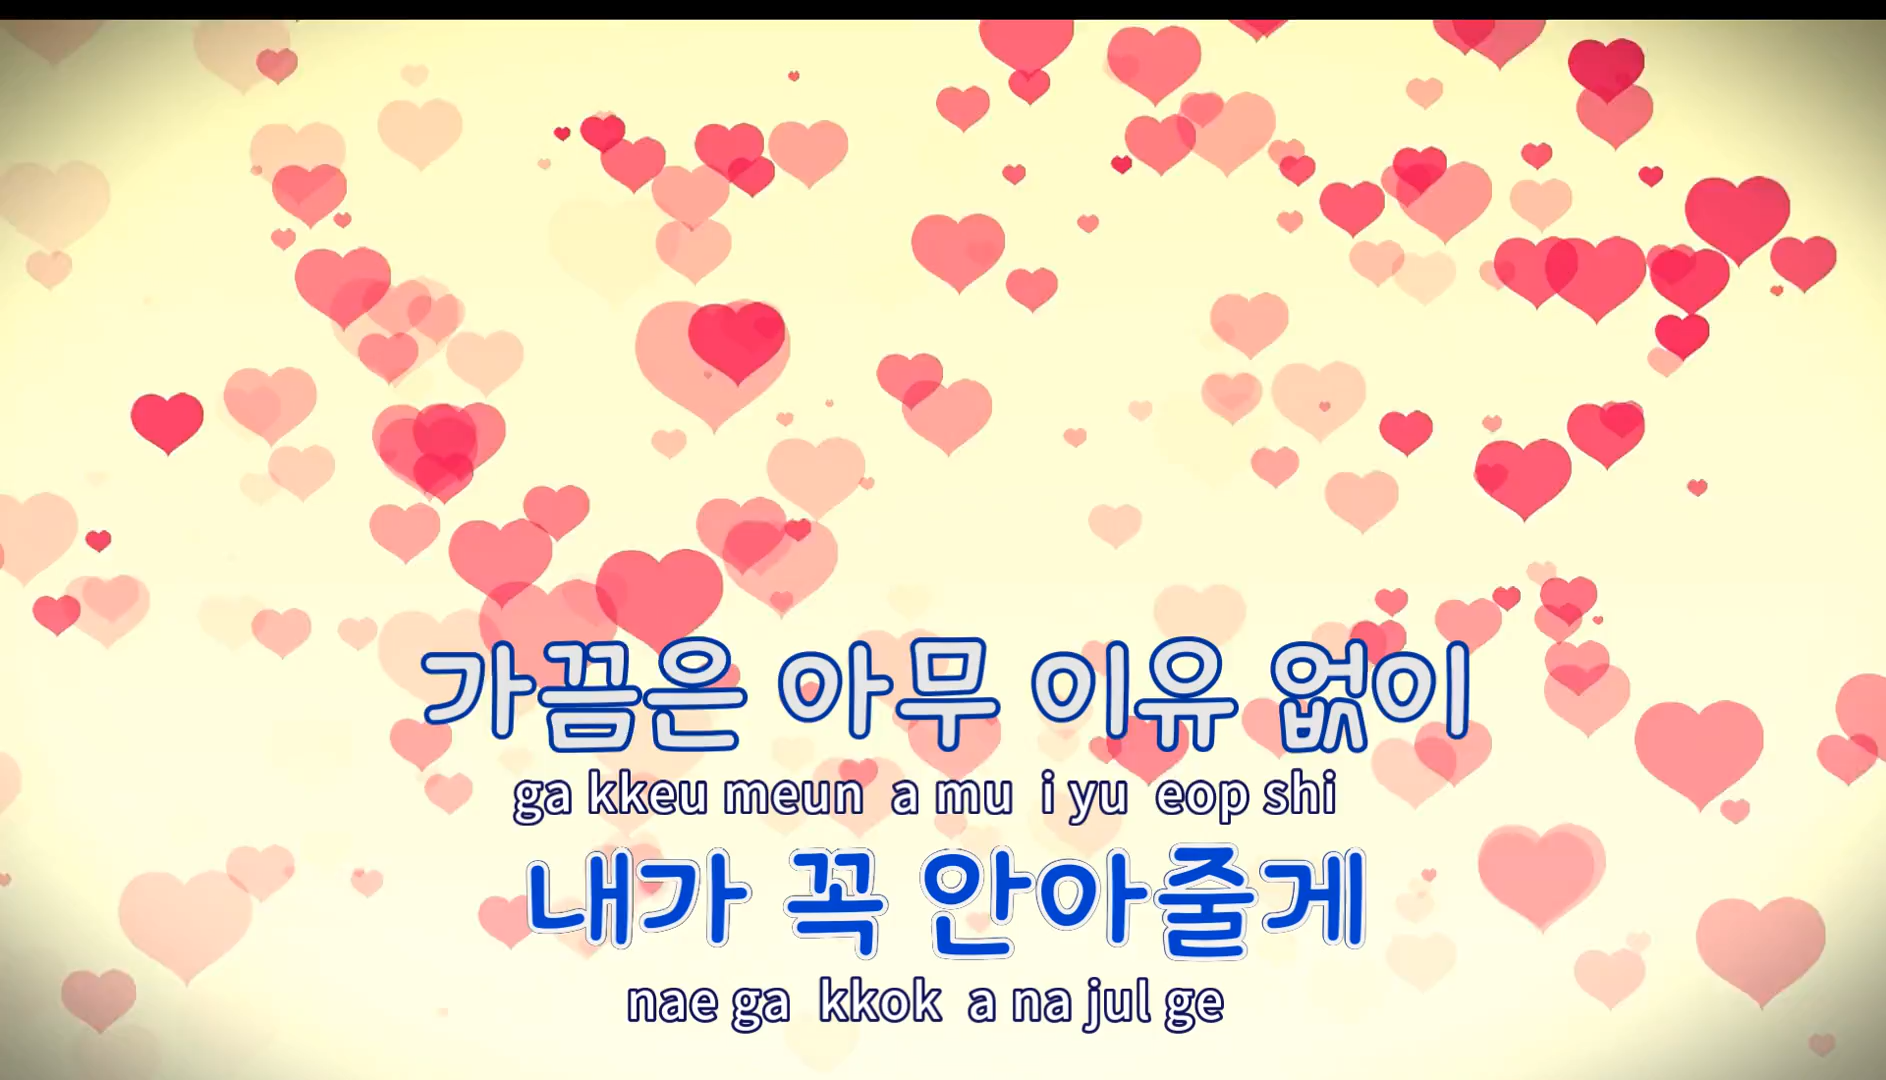 가끔은 아무 이유 없이
ga kkeu meun a mu i yu eop shi
내가 꼭 안아줄게
nae ga kkok a na jul ge